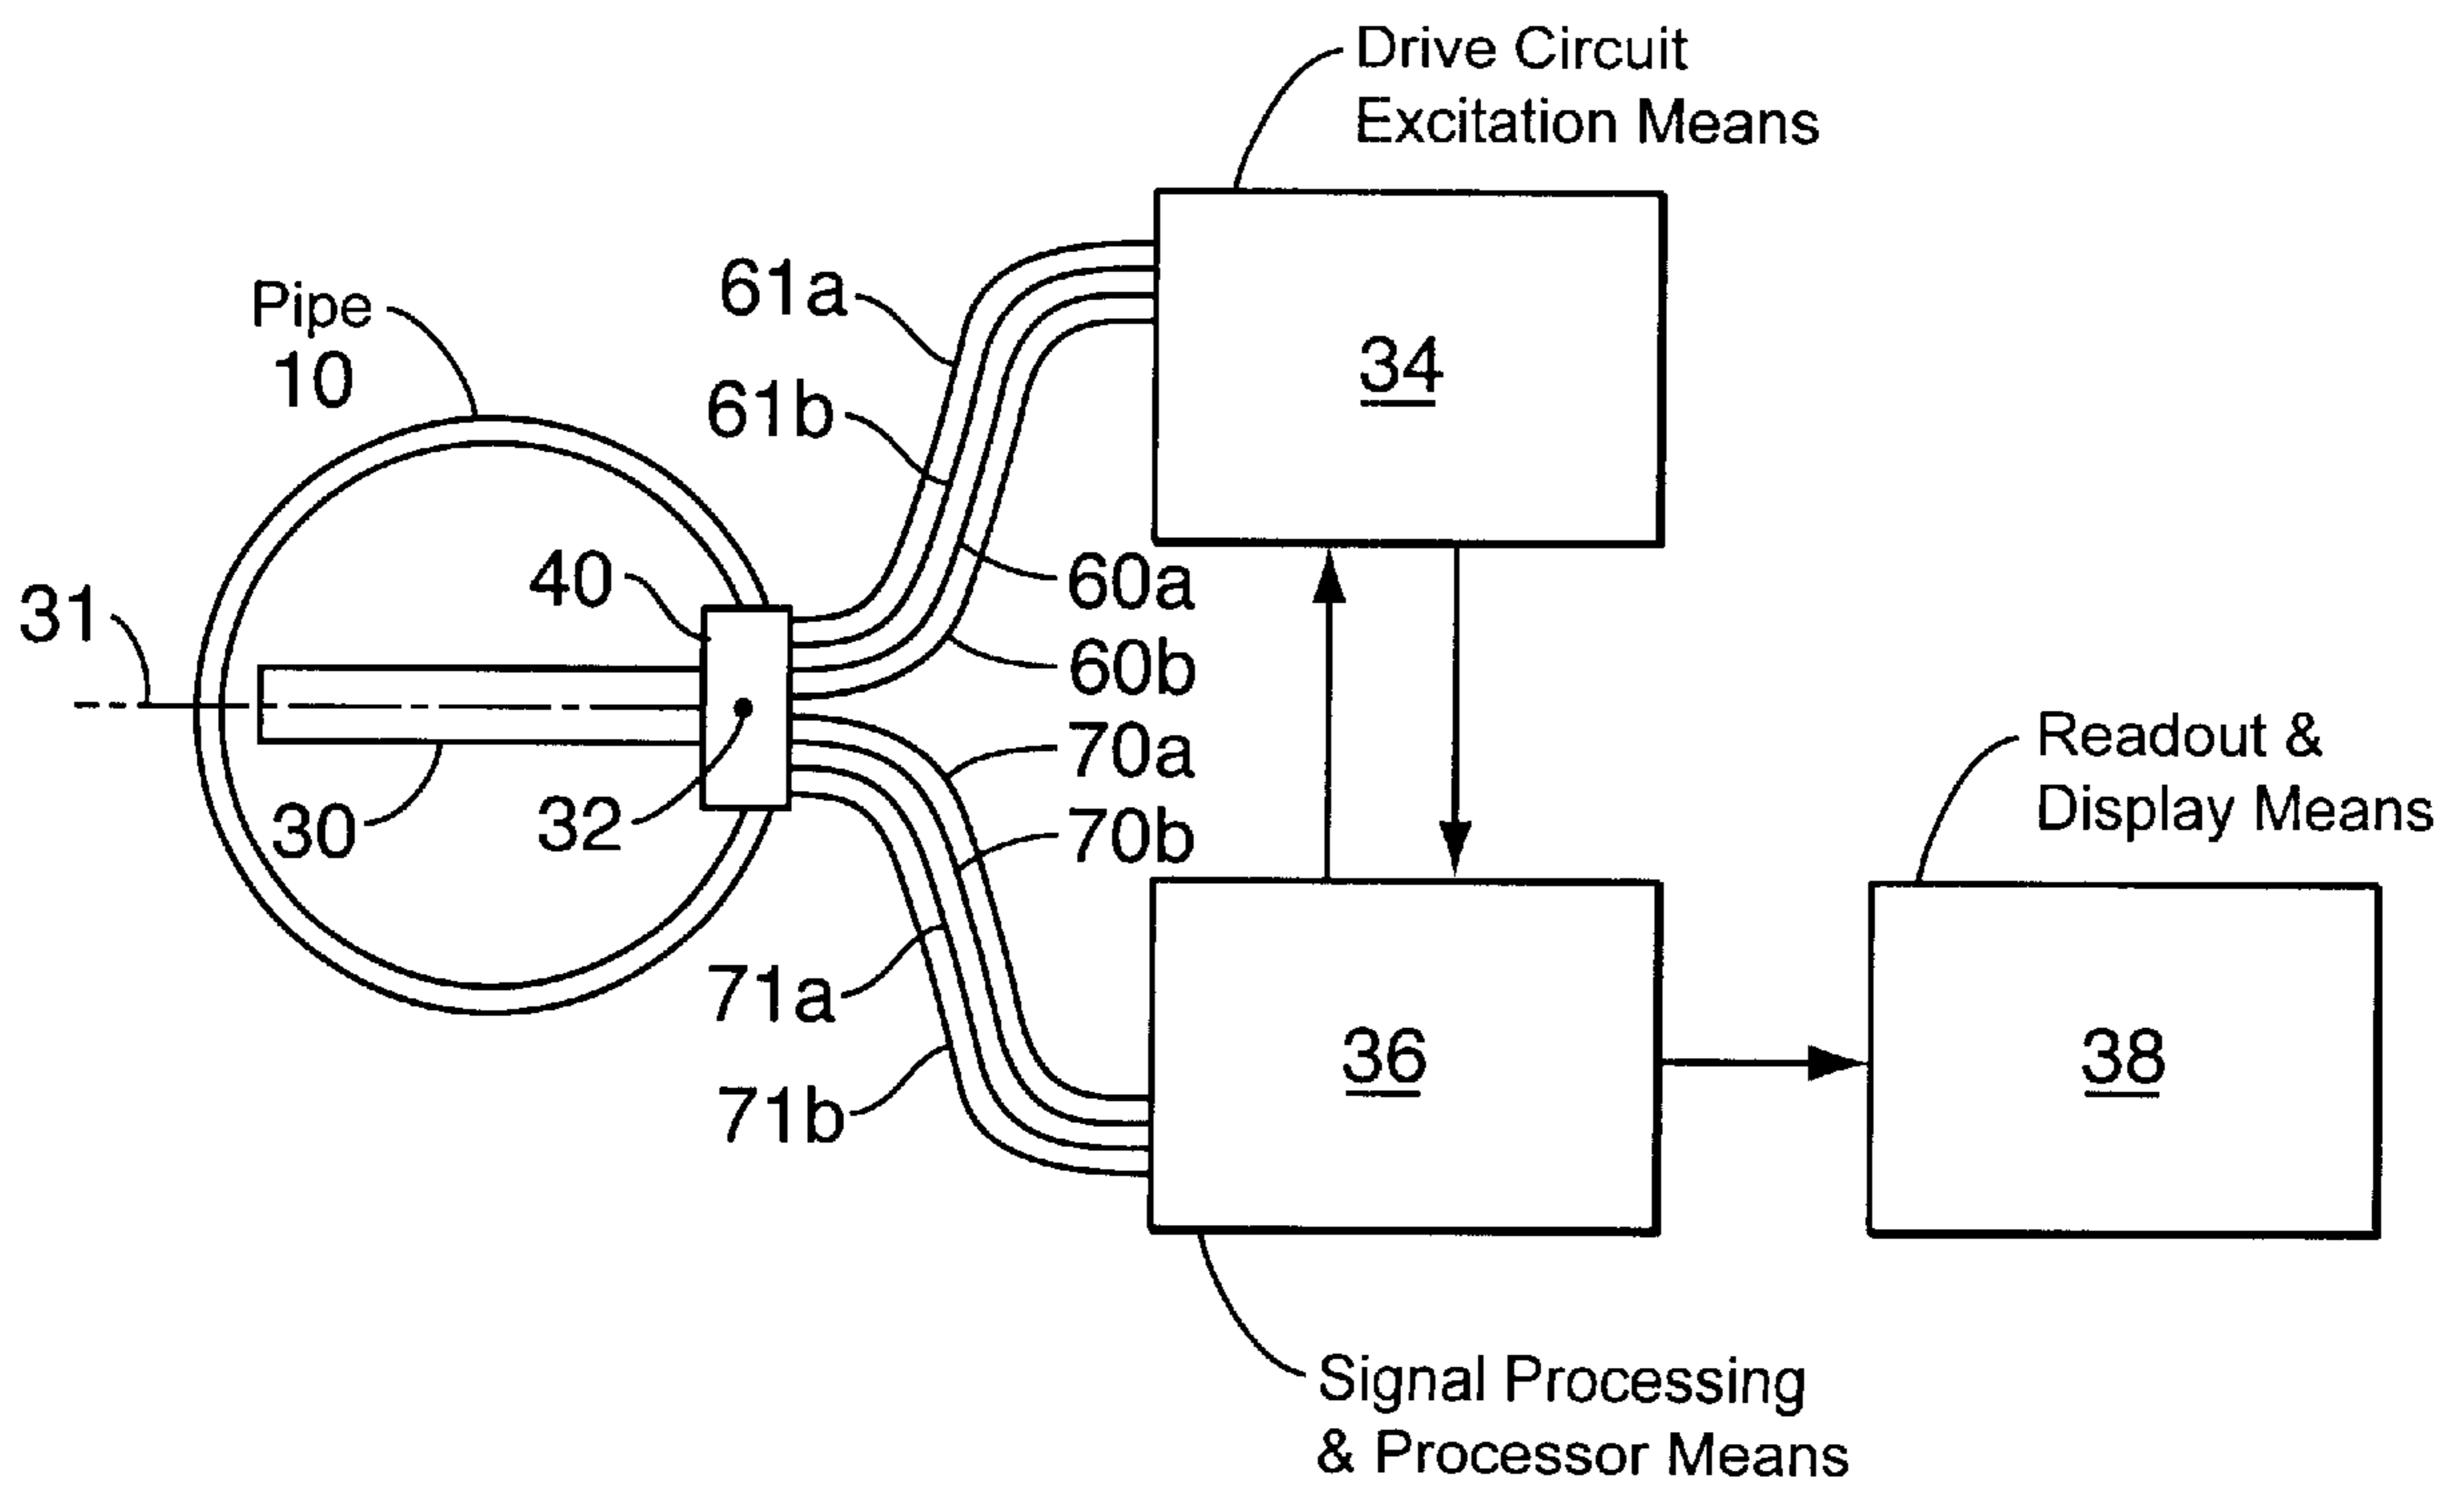 Drive Circuit
Excitation Means
61a
Pipe
10
34
61b
40
60a
31
60b
70a
Readout &
Display Means
30
32
70b
71a
36
38
71b
Signal Processing
& Processor Means